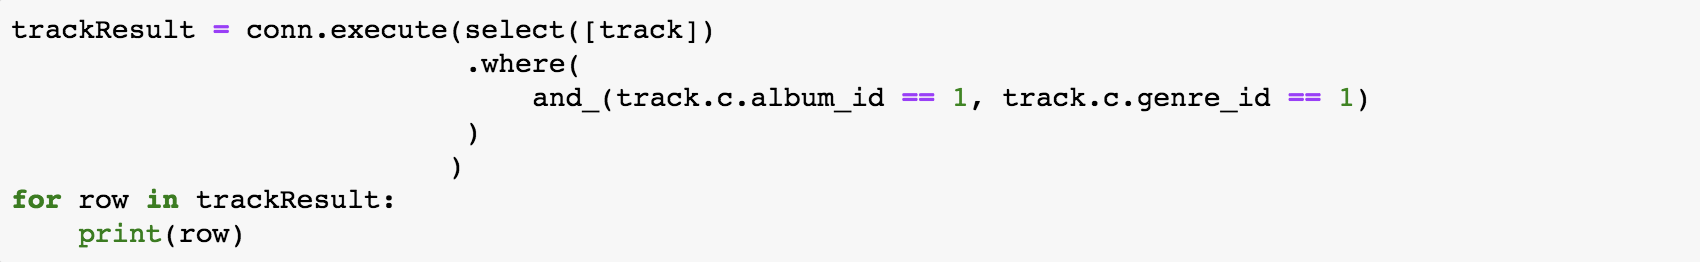 trackResult = conn.execute(select([track])
                           .where(
                               and_(track.c.album_id == 1, track.c.genre_id == 1)
                           )
                          )
for row in trackResult:
    print(row)